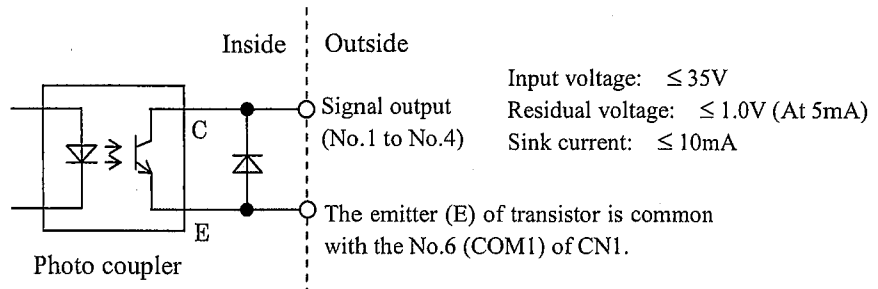 Inside
Outside
Input voltage: ≤35V
Signal output
Residual voltage: ≤1.0V (At 5mA)
C
(No.1 to No.4)
Sink current: ≤10mA
E
The emitter (E) of transistor is common
with the No.6 (COM1) of CN1.
Photo coupler